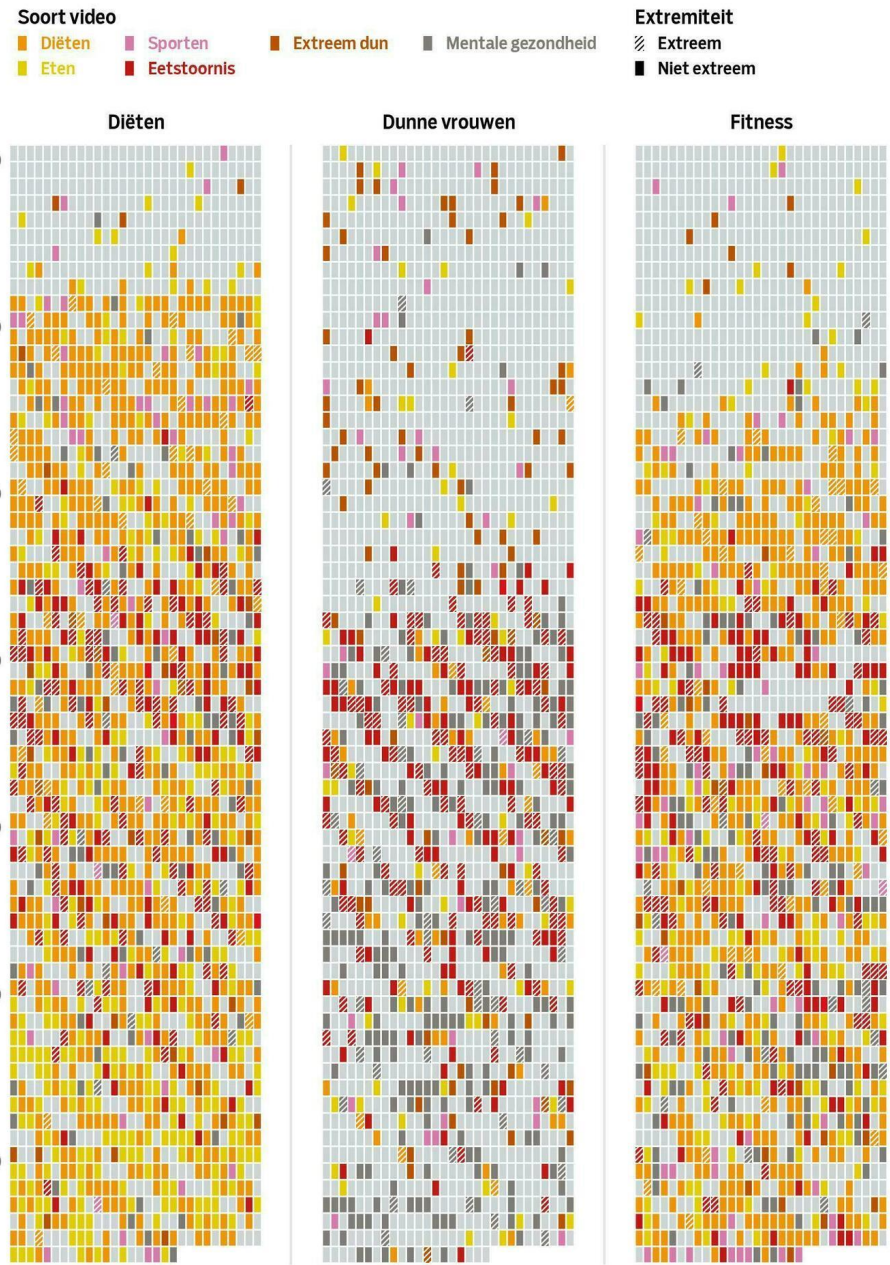 Soort video
Diëten
Sporten
Extreem dun
Mentale gezondheid
Eten
Eetstoornis
Extremiteit
Extreem
Niet extreem
Diëten
Dunne vrouwen
Fitness